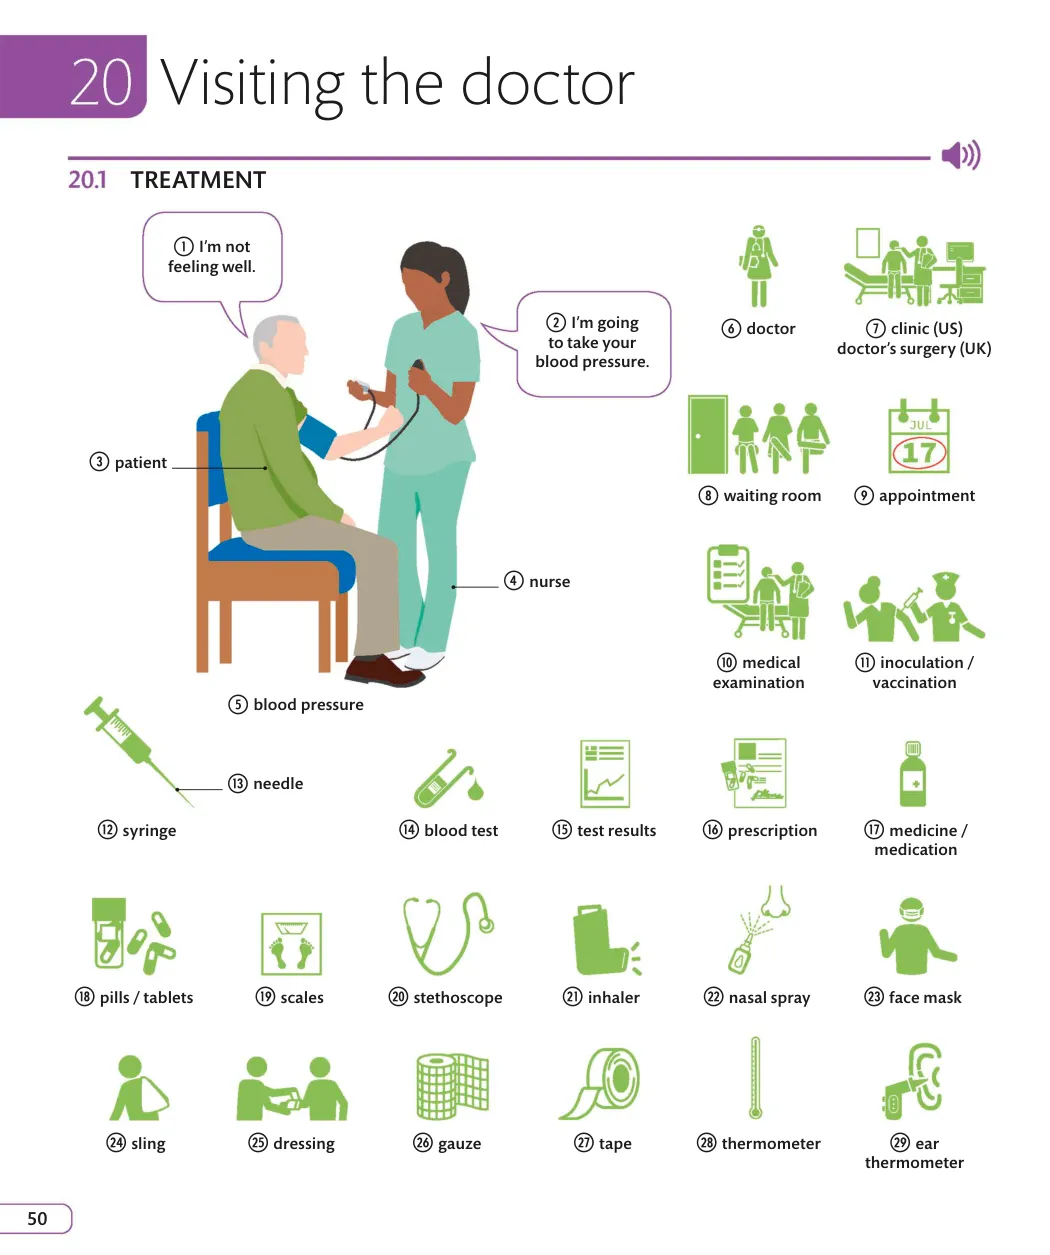 20 Visiting the doctor
20.1 TREATMENT
① I’m not
feeling well.
② I’m going
to take your
blood pressure.
③ patient
④ nurse
⑤ blood pressure
⑥ doctor
⑦ clinic (US)
doctor’s surgery (UK)
⑧ waiting room
JUL
17
⑨ appointment
⑩ medical
examination
⑪ inoculation /
vaccination
⑫ syringe
⑬ needle
⑭ blood test
⑮ test results
⑯ prescription
⑰ medicine /
medication
⑱ pills / tablets
⑲ scales
⑳ stethoscope
㉑ inhaler
㉒ nasal spray
㉓ face mask
㉔ sling
㉕ dressing
㉖ gauze
㉗ tape
㉘ thermometer
㉙ ear
thermometer
50